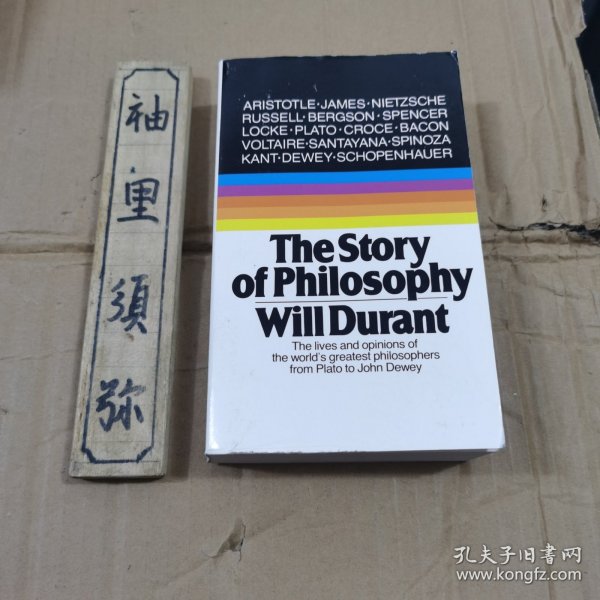 袖
里
須
弥
ARISTOTLE·JAMES·NIETZSCHE
RUSSELL·BERGSON·SPENCER
LOCKE·PLATO·CROCE·BACON
VOLTAIRE·SANTAYANA·SPINOZA
KANT·DEWEY·SCHOPENHAUER
The Story
of Philosophy
Will Durant
The lives and opinions of
the world's greatest philosophers
from Plato to John Dewey
孔夫子旧书网
www.kongfz.com